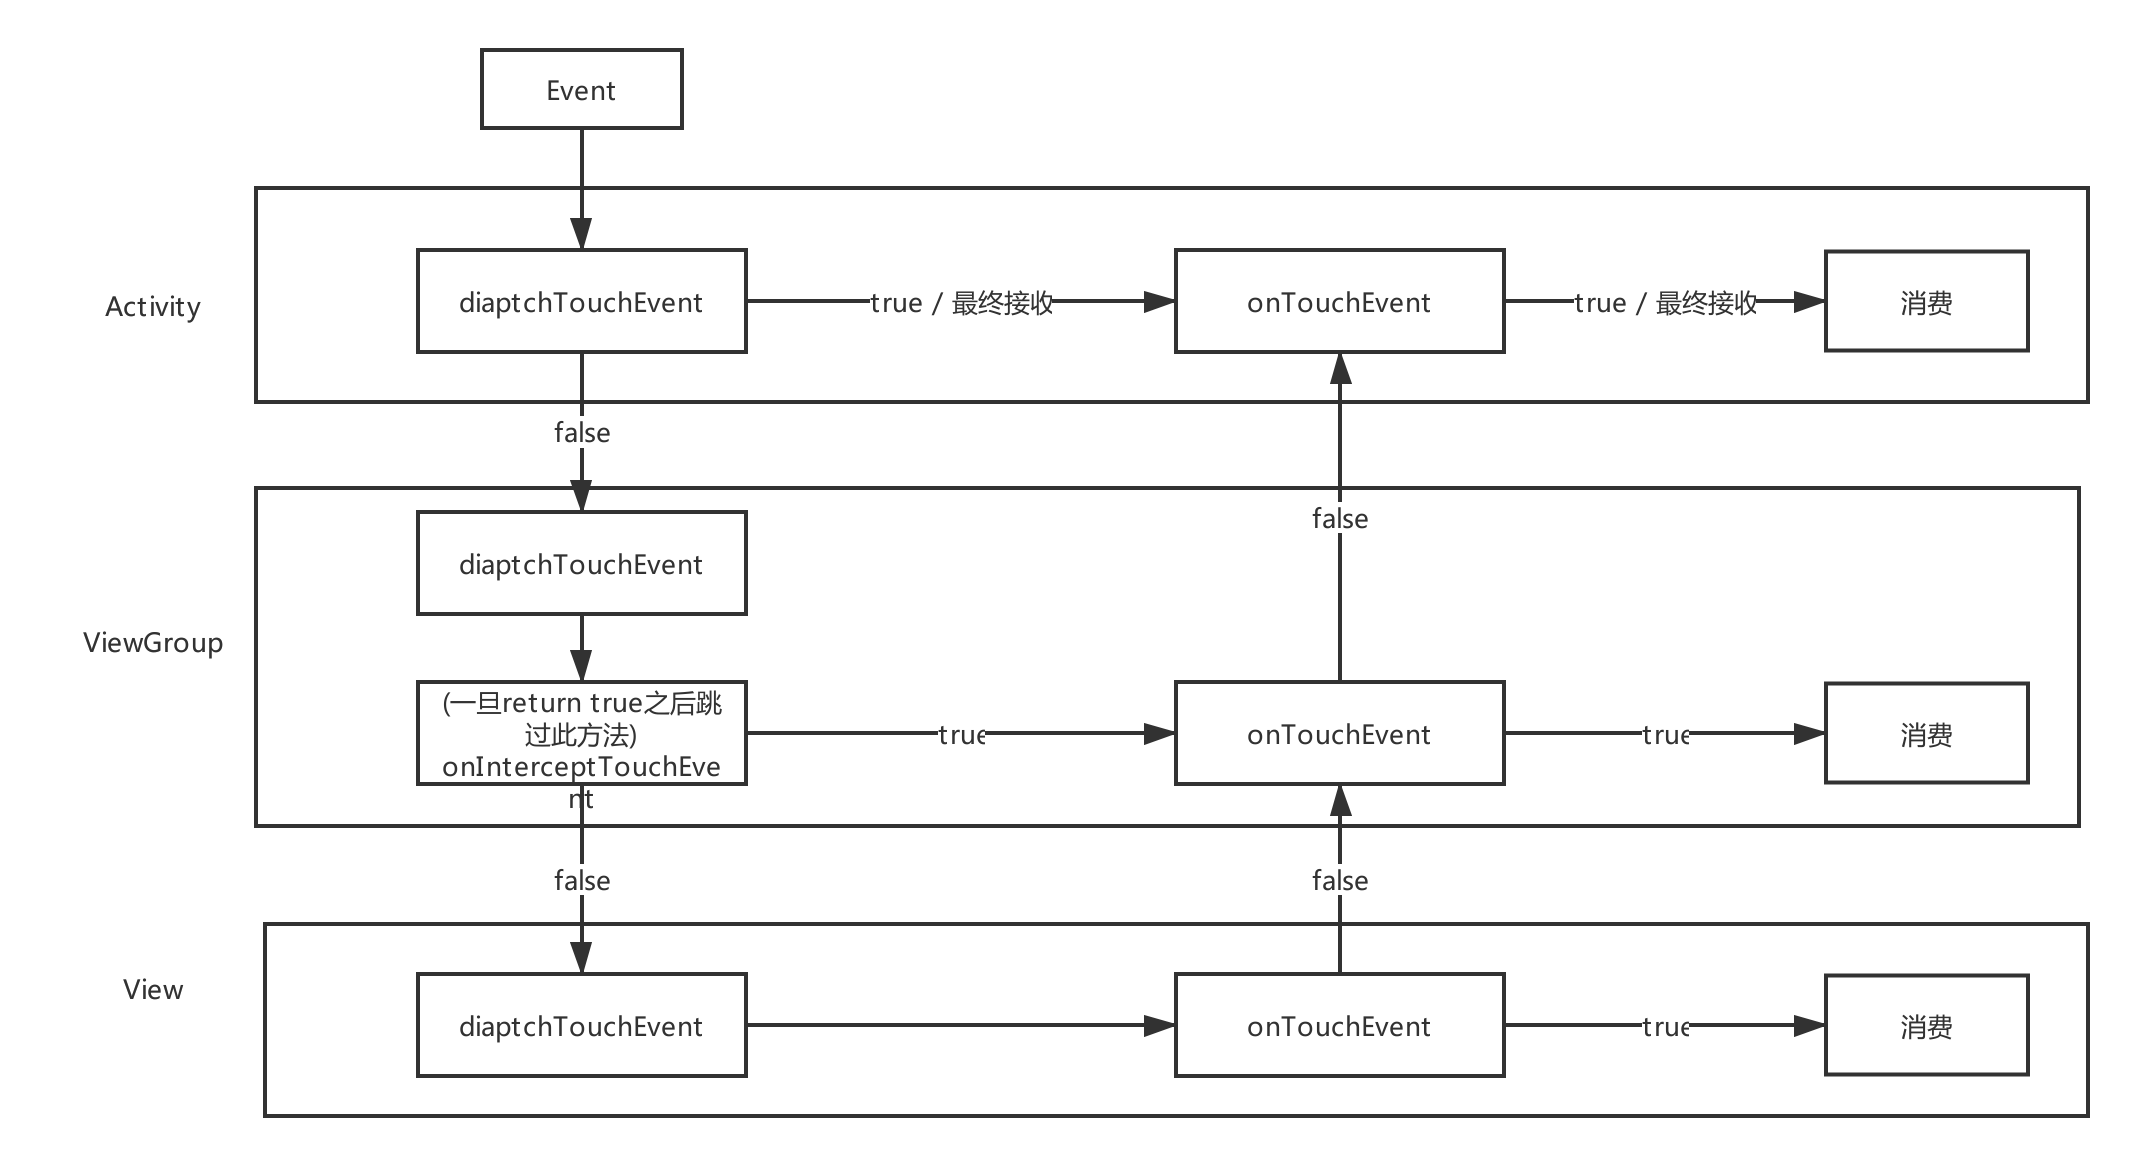 Event
Activity
diaptchTouchEvent
true / 最终接收
onTouchEvent
true / 最终接收
消费
false
false
ViewGroup
diaptchTouchEvent
(一旦return true之后跳
过此方法)
onInterceptTouchEve
nt
true
onTouchEvent
true
消费
false
false
View
diaptchTouchEvent
onTouchEvent
true
消费